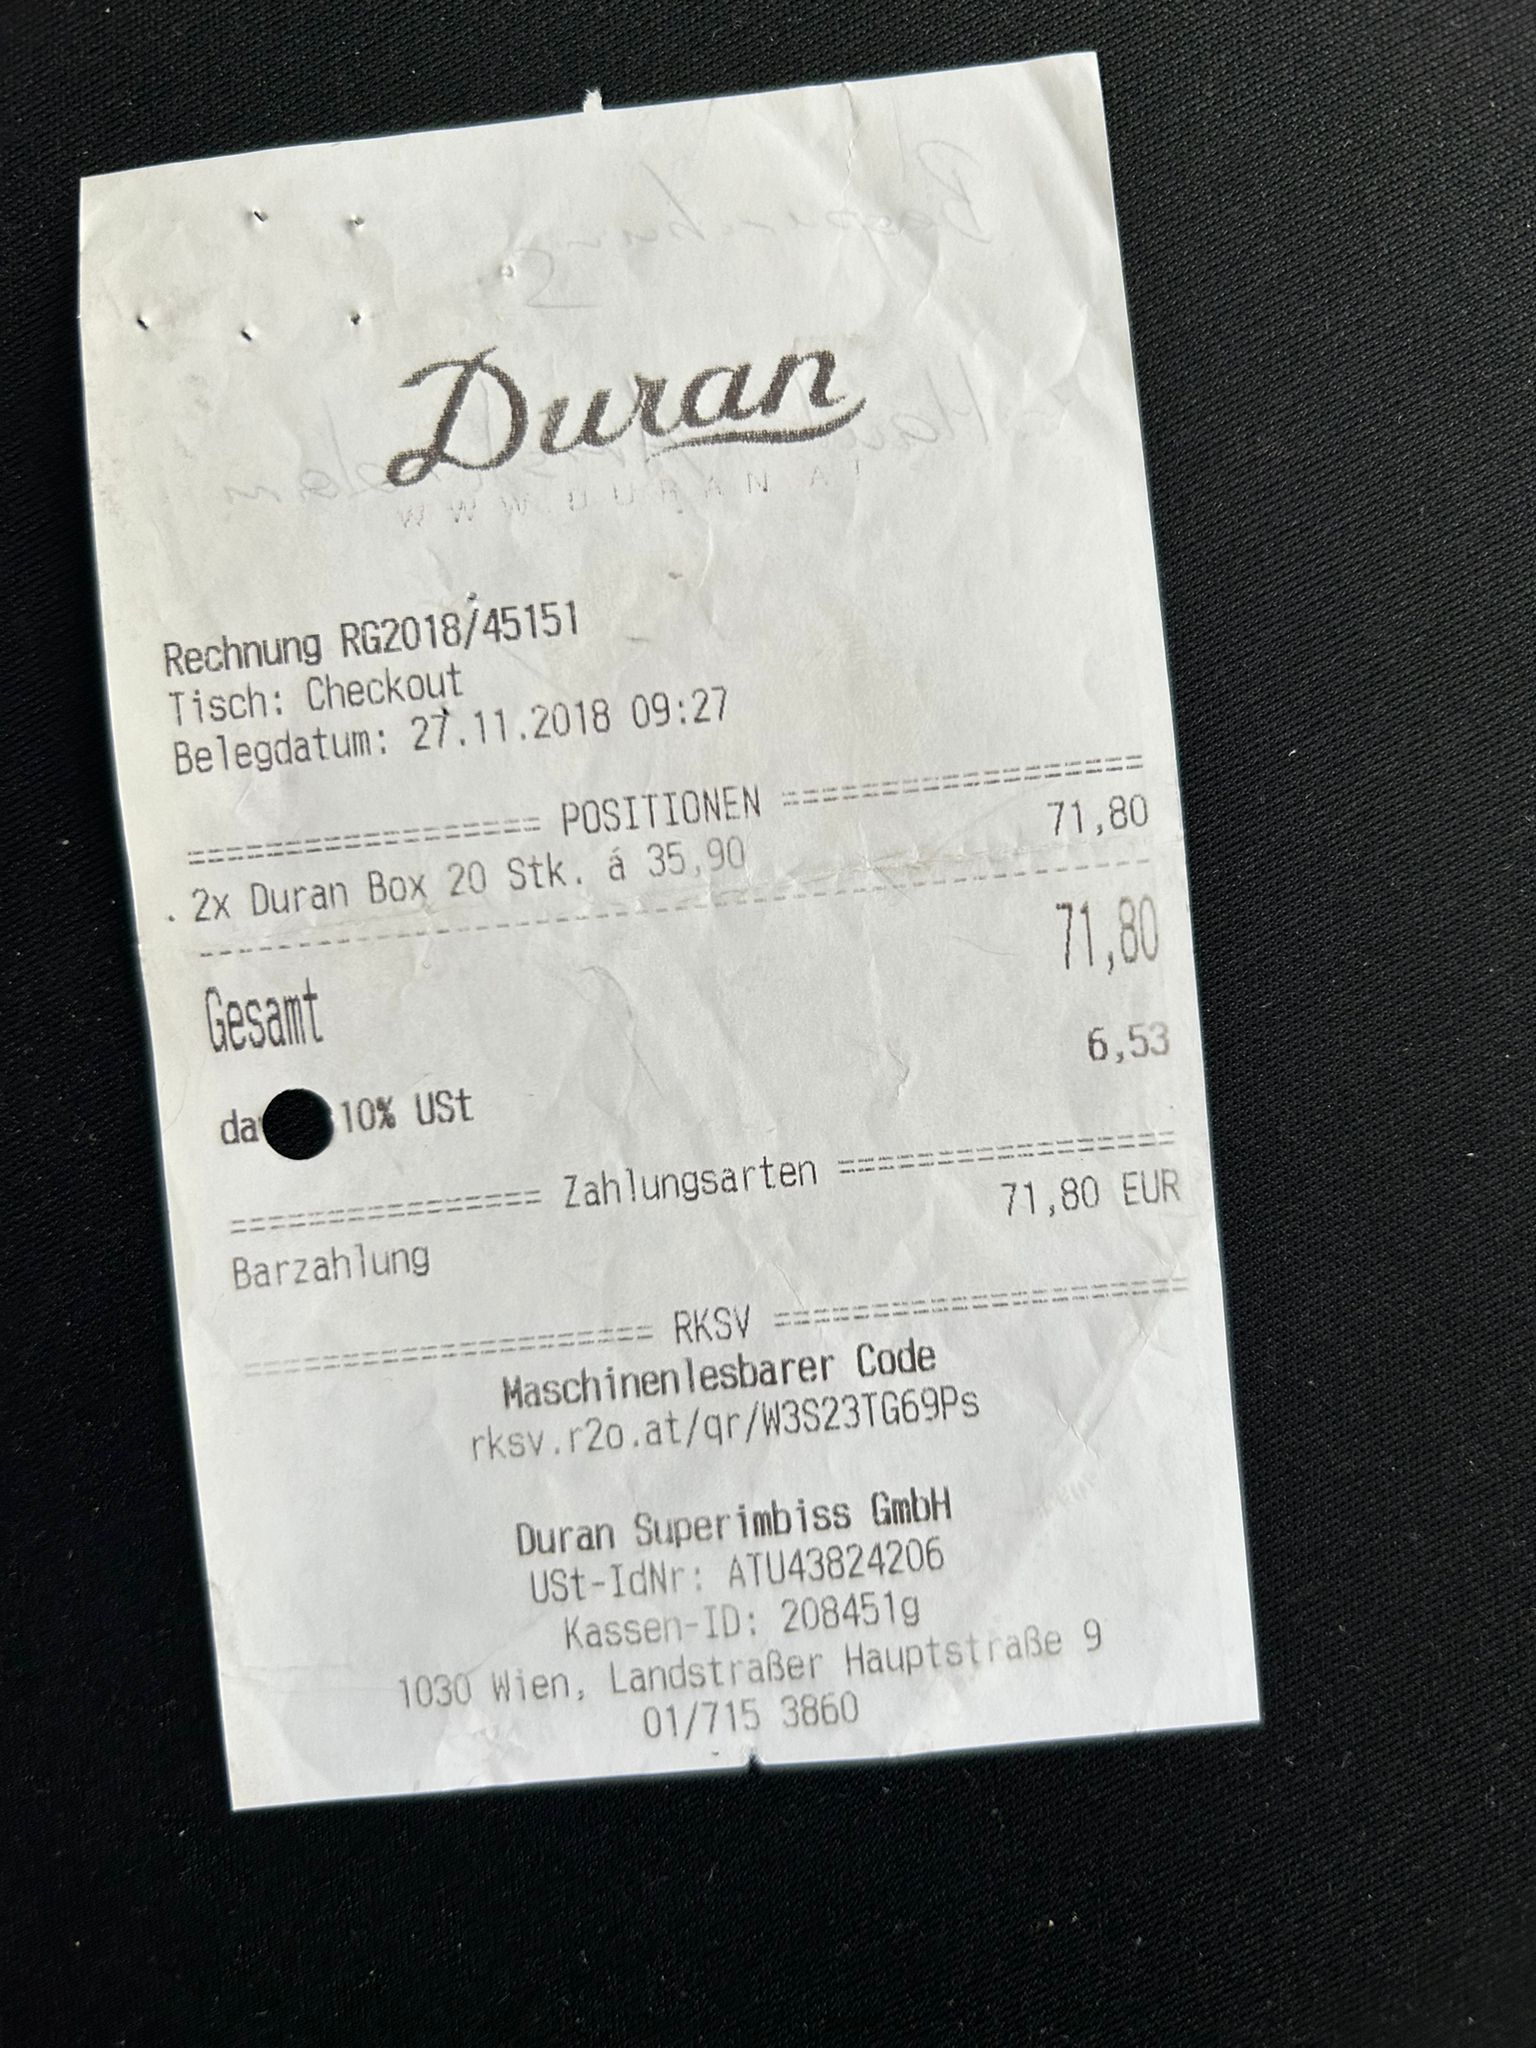 Duran
WWW.DURAN.AT
Rechnung RG2018/45151
Tisch: Checkout
Belegdatum: 27.11.2018 09:27
================ POSITIONEN ================
71,80
. 2x Duran Box 20 Stk. á 35,90
71,80
Gesamt
6,53
da 10% USt
============== Zahlungsarten ===============
71,80 EUR
Barzahlung
=================== RKSV ===================
Maschinenlesbarer Code
rksv.r2o.at/qr/W3S23TG69Ps
Duran Superimbiss GmbH
USt-IdNr: ATU43824206
Kassen-ID: 208451g
1030 Wien, Landstraßer Hauptstraße 9
01/715 3860